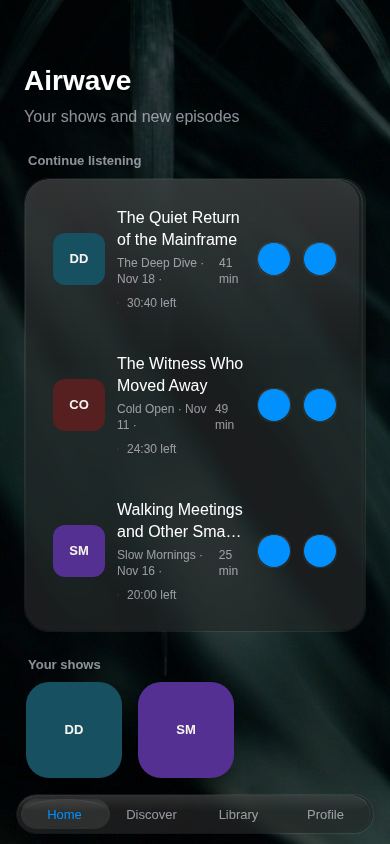 Airwave
Your shows and new episodes
Continue listening
DD
The Quiet Return
of the Mainframe
The Deep Dive · 41
Nov 18 · min
· 30:40 left
CO
The Witness Who
Moved Away
Cold Open · Nov 49
11 · min
· 24:30 left
SM
Walking Meetings
and Other Sma…
Slow Mornings · 25
Nov 16 · min
· 20:00 left
Your shows
DD SM
Home Discover Library Profile